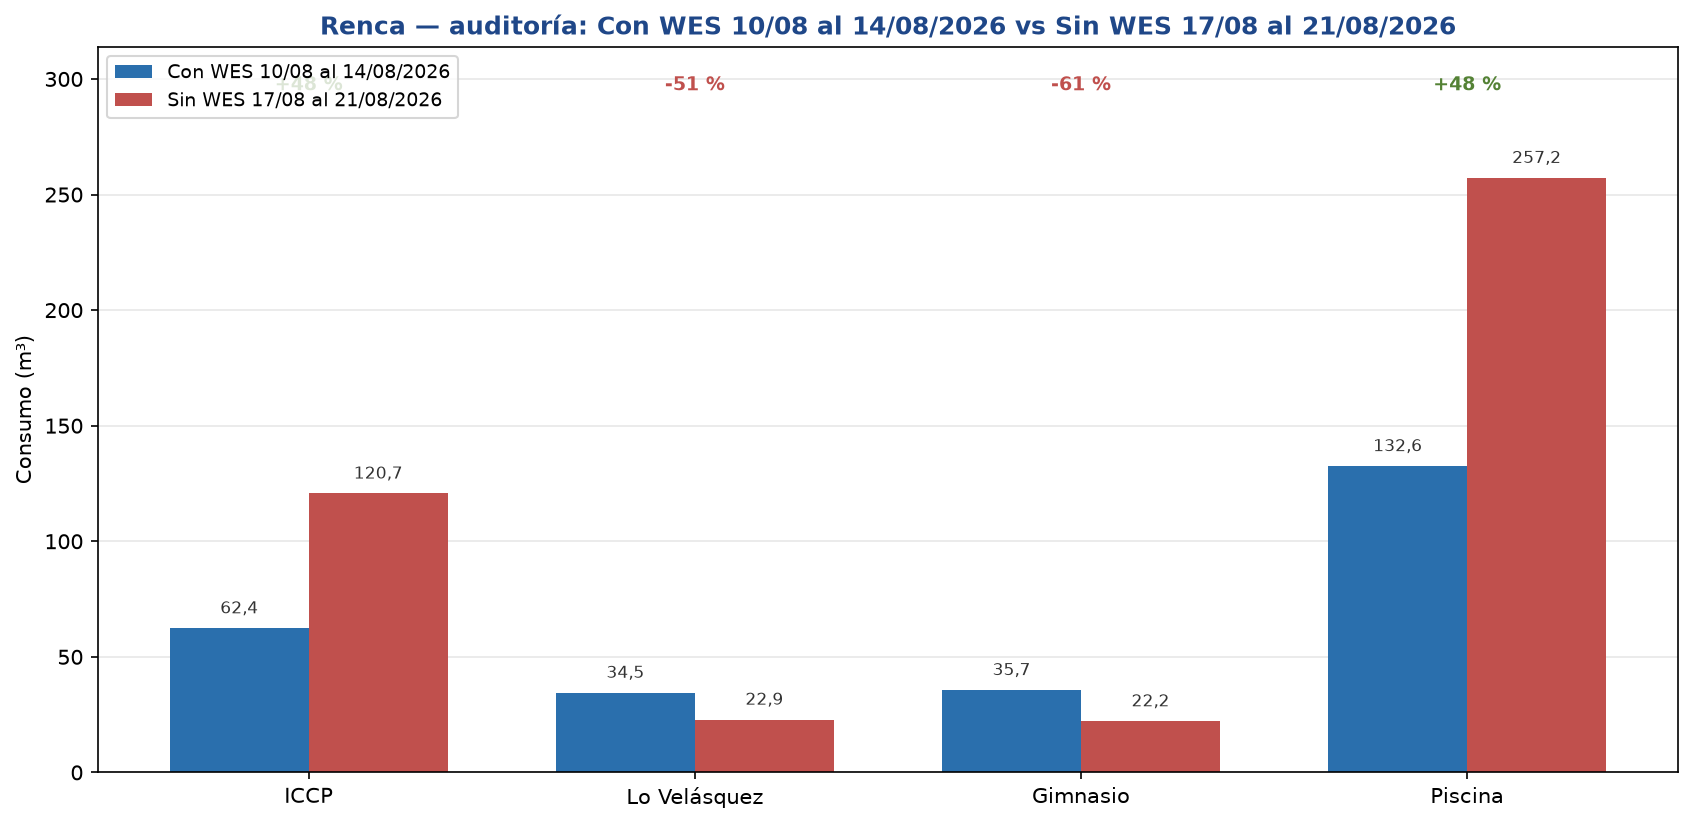 Renca — auditoría: Con WES 10/08 al 14/08/2026 vs Sin WES 17/08 al 21/08/2026
Con WES 10/08 al 14/08/2026
Sin WES 17/08 al 21/08/2026
+48 %
-51 %
-61 %
+48 %
Consumo (m³)
300
250
200
150
100
50
0
62,4
120,7
34,5
22,9
35,7
22,2
132,6
257,2
ICCP
Lo Velásquez
Gimnasio
Piscina